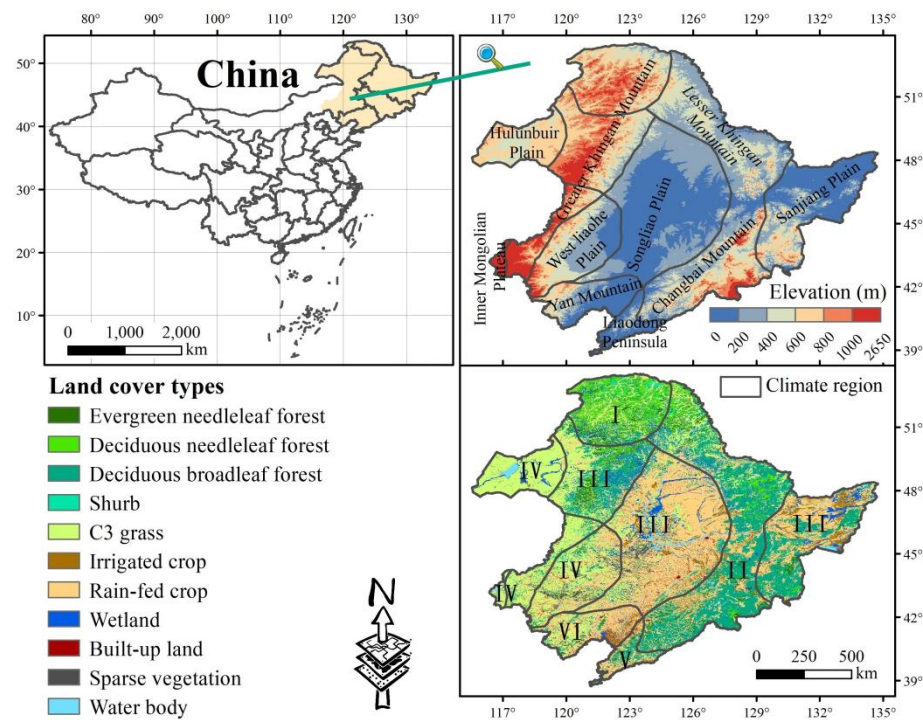 80° 90° 100° 110° 120° 130°
50°
40°
30°
20°
10°
China
0 1,000 2,000
km
117° 120° 123° 126° 129° 132° 135°
51°
48°
45°
42°
39°
Hulunbuir
Plain
Greater Khingan Mountain
Lesser Khingan
Mountain
Sanjiang Plain
Songliao Plain
West liaohe
Plain
Changbai Mountain
Inner Mongolian
Plateau
Yan Mountain
Liaodong
Peninsula
Elevation (m)
0 200 400 600 800 1000 2650
Land cover types
Evergreen needleleaf forest
Deciduous needleleaf forest
Deciduous broadleaf forest
Shurb
C3 grass
Irrigated crop
Rain-fed crop
Wetland
Built-up land
Sparse vegetation
Water body
N
Climate region
I
IV
III
III
III
IV
II
IV
VI
V
51°
48°
45°
42°
39°
0 250 500
km
117° 120° 123° 126° 129° 132° 135°